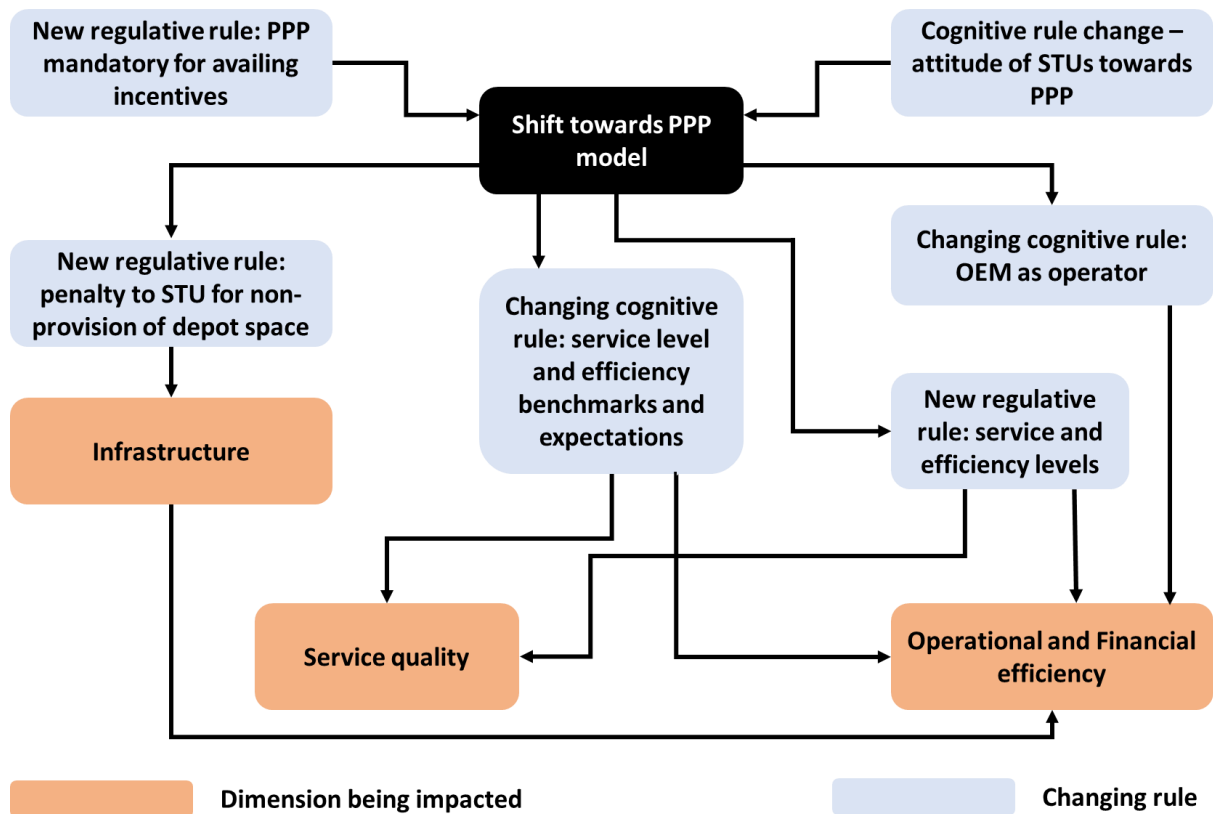 New regulative rule: PPP
mandatory for availing
incentives
Cognitive rule change –
attitude of STUs towards
PPP
Shift towards PPP
model
New regulative rule:
penalty to STU for non-
provision of depot space
Changing cognitive
rule: service level
and efficiency
benchmarks and
expectations
Changing cognitive rule:
OEM as operator
New regulative
rule: service and
efficiency levels
Infrastructure
Service quality
Operational and Financial
efficiency
Dimension being impacted
Changing rule